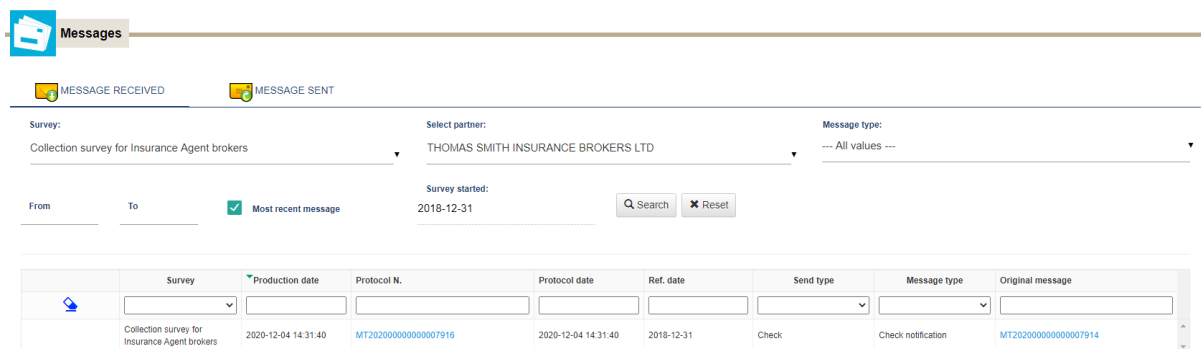 Messages
MESSAGE RECEIVED MESSAGE SENT
Survey: Select partner: Message type:
Collection survey for Insurance Agent brokers THOMAS SMITH INSURANCE BROKERS LTD --- All values ---
Survey started:
From To Most recent message 2018-12-31 Search Reset
Survey Production date Protocol N. Protocol date Ref. date Send type Message type Original message
Collection survey for
Insurance Agent brokers 2020-12-04 14:31:40 MT202000000000007916 2020-12-04 14:31:40 2018-12-31 Check Check notification MT202000000000007914